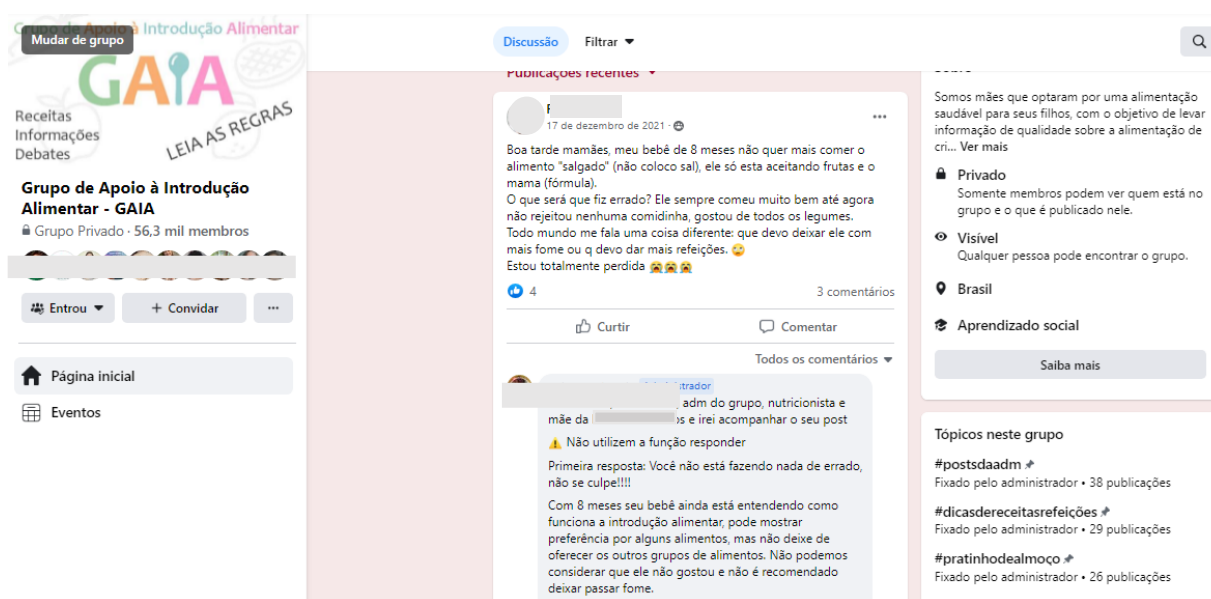 Grupo de Apoio à Introdução Alimentar
Mudar de grupo
GAIA
Receitas
Informações
Debates
LEIA AS REGRAS
Grupo de Apoio à Introdução
Alimentar - GAIA
Grupo Privado · 56,3 mil membros
Entrou
+ Convidar
...
Página inicial
Eventos
Discussão
Filtrar
Publicações recentes
17 de dezembro de 2021 ·
...
Boa tarde mamães, meu bebê de 8 meses não quer mais comer o
alimento "salgado" (não coloco sal), ele só esta aceitando frutas e o
mama (fórmula).
O que será que fiz errado? Ele sempre comeu muito bem até agora
não rejeitou nenhuma comidinha, gostou de todos os legumes.
Todo mundo me fala uma coisa diferente: que devo deixar ele com
mais fome ou q devo dar mais refeições. 🙄
Estou totalmente perdida 😭😭😭
4
3 comentários
Curtir
Comentar
Todos os comentários
adm do grupo, nutricionista e
mãe da s e irei acompanhar o seu post
⚠️ Não utilizem a função responder
Primeira resposta: Você não está fazendo nada de errado,
não se culpe!!!!
Com 8 meses seu bebê ainda está entendendo como
funciona a introdução alimentar, pode mostrar
preferência por alguns alimentos, mas não deixe de
oferecer os outros grupos de alimentos. Não podemos
considerar que ele não gostou e não é recomendado
deixar passar fome.
Somos mães que optaram por uma alimentação
saudável para seus filhos, com o objetivo de levar
informação de qualidade sobre a alimentação de
cri... Ver mais
Privado
Somente membros podem ver quem está no
grupo e o que é publicado nele.
Visível
Qualquer pessoa pode encontrar o grupo.
Brasil
Aprendizado social
Saiba mais
Tópicos neste grupo
#postsdaadm
Fixado pelo administrador • 38 publicações
#dicasdereceitasrefeições
Fixado pelo administrador • 29 publicações
#pratinhodealmoço
Fixado pelo administrador • 26 publicações